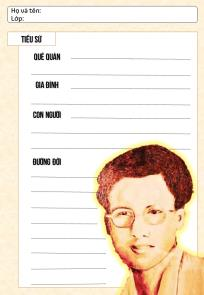 Họ và tên:
Lớp:
TIỂU SỬ
QUÊ QUÁN
GIA ĐÌNH
CON NGƯỜI
ĐƯỜNG ĐỜI